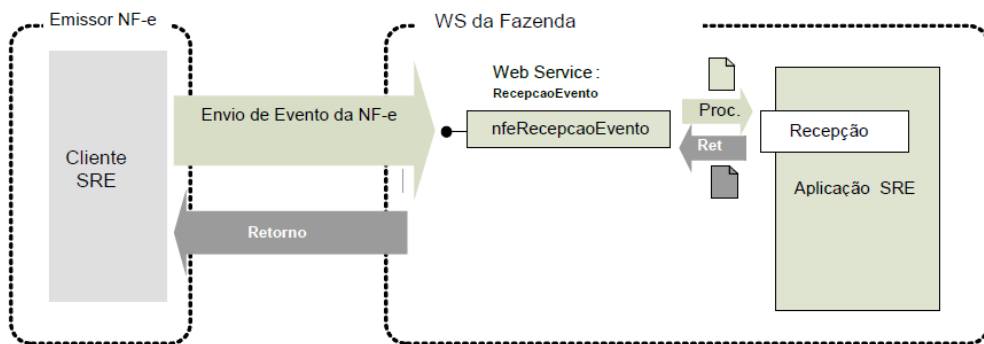 Emissor NF-e
WS da Fazenda
Web Service :
RecepcaoEvento
Envio de Evento da NF-e
nfeRecepcaoEvento
Proc.
Ret
Recepção
Cliente
SRE
Aplicação SRE
Retorno